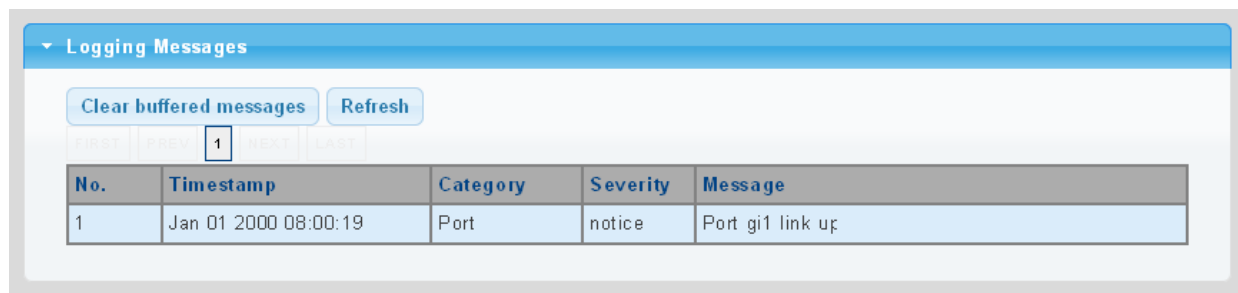 Logging Messages
Clear buffered messages Refresh
FIRST PREV 1 NEXT LAST
No. Timestamp Category Severity Message
1 Jan 01 2000 08:00:19 Port notice Port gi1 link up